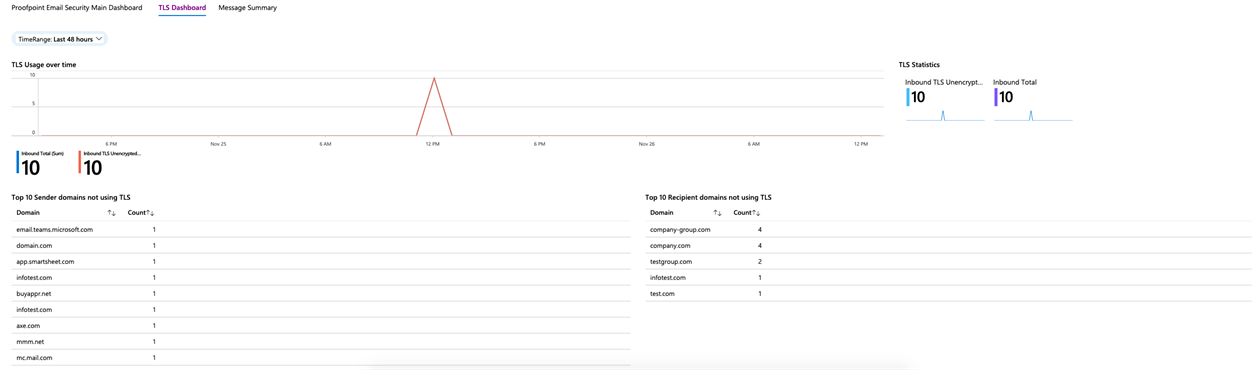 Proofpoint Email Security Main Dashboard TLS Dashboard Message Summary
TimeRange: Last 48 hours
TLS Usage over time
10
5
0
6 PM Nov 25 6 AM 12 PM 6 PM Nov 26 6 AM 12 PM
Inbound Total (Sum) Inbound TLS Unencrypted...
10 10
TLS Statistics
Inbound TLS Unencrypt... Inbound Total
10 10
Top 10 Sender domains not using TLS
Domain Count
email.teams.microsoft.com 1
domain.com 1
app.smartsheet.com 1
infotest.com 1
buyappr.net 1
infotest.com 1
axe.com 1
mmm.net 1
mc.mail.com 1
Top 10 Recipient domains not using TLS
Domain Count
company-group.com 4
company.com 4
testgroup.com 2
infotest.com 1
test.com 1